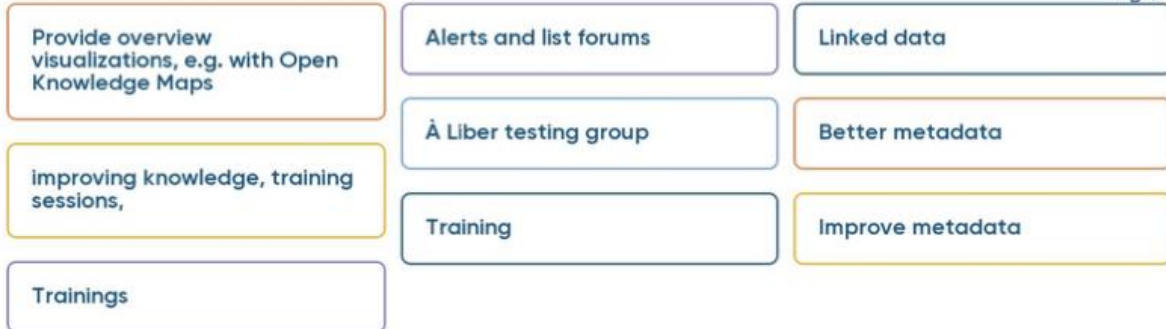 Provide overview
visualizations, e.g. with Open
Knowledge Maps
improving knowledge, training
sessions,
Trainings
Alerts and list forums
À Liber testing group
Training
Linked data
Better metadata
Improve metadata